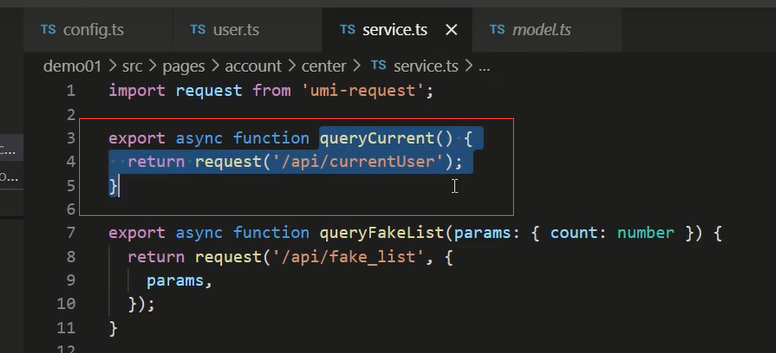 TS config.ts TS user.ts TS service.ts × TS model.ts
demo01 > src > pages > account > center > TS service.ts > ...
c...
o...
1 import request from 'umi-request';
2
3 export async function queryCurrent() {
4 return request('/api/currentUser');
5 }
6
7 export async function queryFakeList(params: { count: number }) {
8 return request('/api/fake_list', {
9 params,
10 });
11 }
12